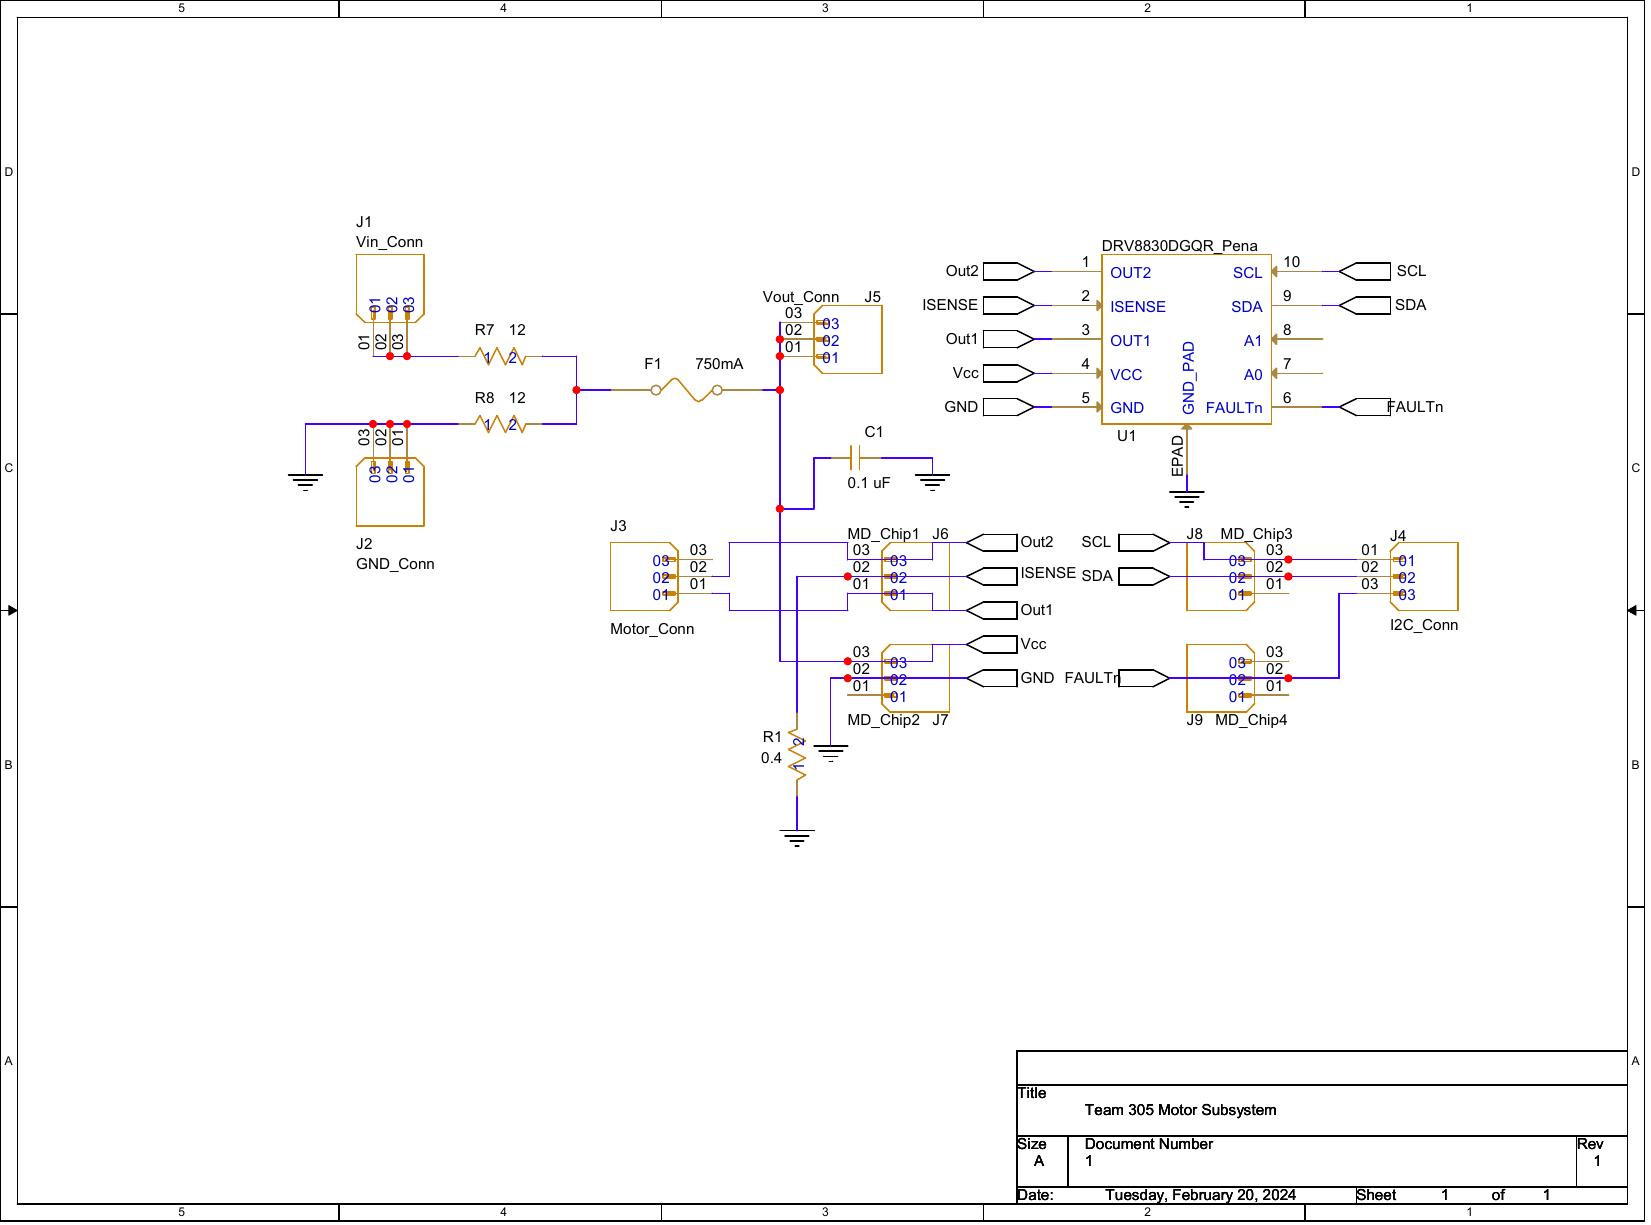 5 4 3 2 1
D D
C C
B B
A A
J1
Vin_Conn
01 02 03
01 02 03
R7 12
1 2
R8 12
1 2
03 02 01
03 02 01
J2
GND_Conn
F1 750mA
Vout_Conn J5
03 03
02 02
01 01
C1
0.1 uF
DRV8830DGQR_Pena
Out2 1 OUT2 SCL 10 SCL
ISENSE 2 ISENSE SDA 9 SDA
Out1 3 OUT1 A1 8
Vcc 4 VCC A0 7
GND 5 GND FAULTn 6 FAULTn
GND_PAD
U1
EPAD
J3
03 03
02 02
01 01
Motor_Conn
MD_Chip1 J6
03 03 Out2
02 02 ISENSE
01 01 Out1
03 03 Vcc
02 02 GND
01 01
MD_Chip2 J7
R1
0.4
2
1
J8 MD_Chip3
SCL 03 03
SDA 02 02
01 01
J4
01 01
02 02
03 03
I2C_Conn
03 03
FAULTn 02 02
01 01
J9 MD_Chip4
Title
Team 305 Motor Subsystem
Size Document Number Rev
A 1 1
Date: Tuesday, February 20, 2024 Sheet 1 of 1
5 4 3 2 1